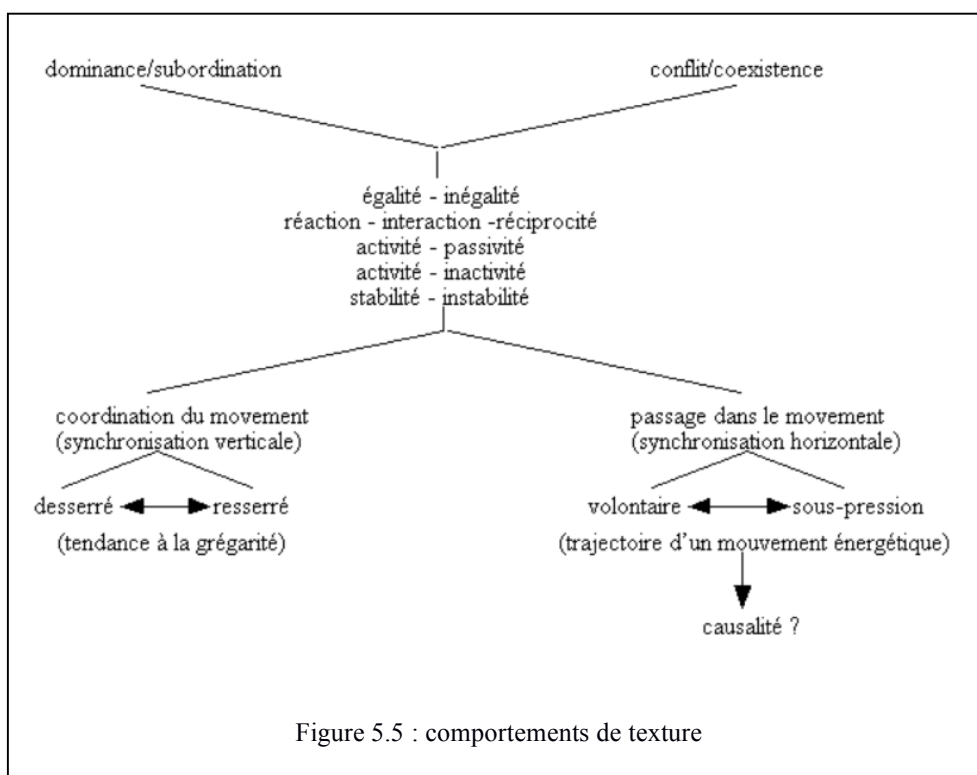 dominance/subordination
conflit/coexistence
égalité - inégalité
réaction - interaction -réciprocité
activité - passivité
activité - inactivité
stabilité - instabilité
coordination du movement
(synchronisation verticale)
passage dans le movement
(synchronisation horizontale)
desserré resserré
(tendance à la grégarité)
volontaire sous-pression
(trajectoire d'un mouvement énergétique)
causalité ?
Figure 5.5 : comportements de texture